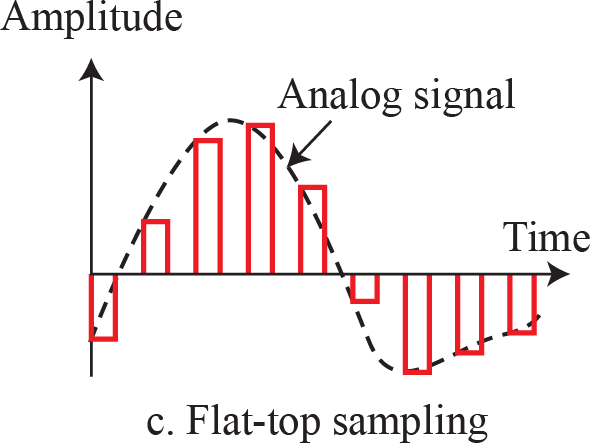 Amplitude
Analog signal
Time
c. Flat-top sampling